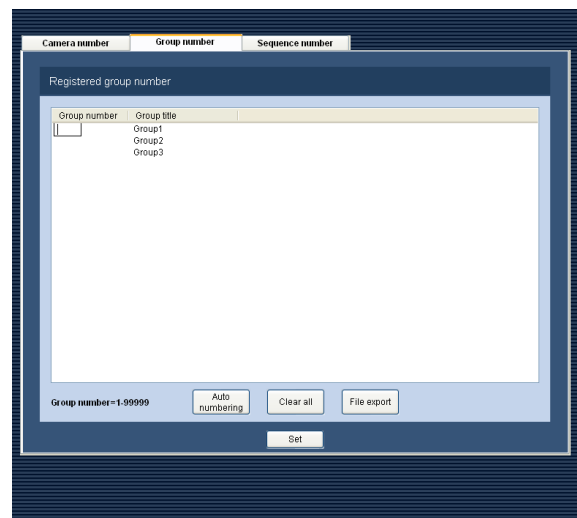 Camera number Group number Sequence number
Registered group number
Group number Group title
Group1
Group2
Group3
Group number=1-99999 Auto numbering Clear all File export
Set